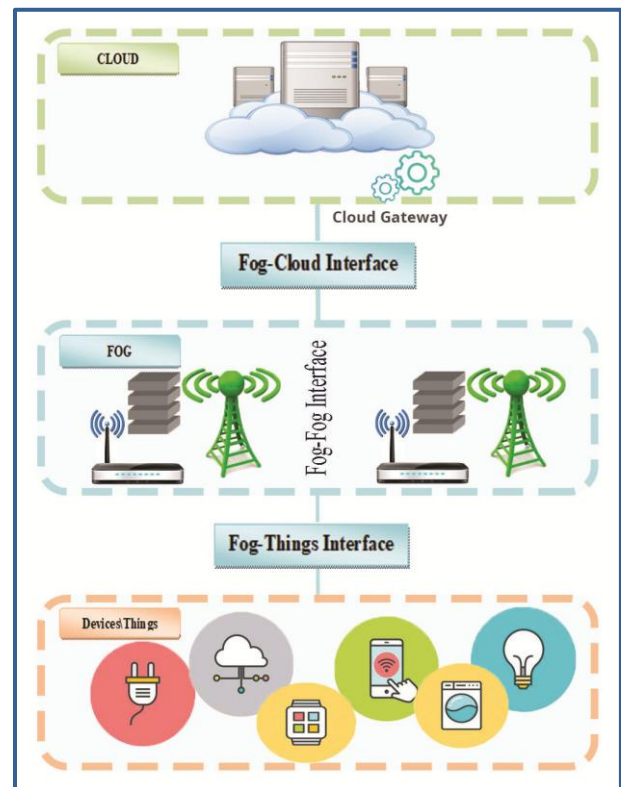 CLOUD
Cloud Gateway
Fog-Cloud Interface
FOG
Fog-Fog Interface
Fog-Things Interface
Devices\Things